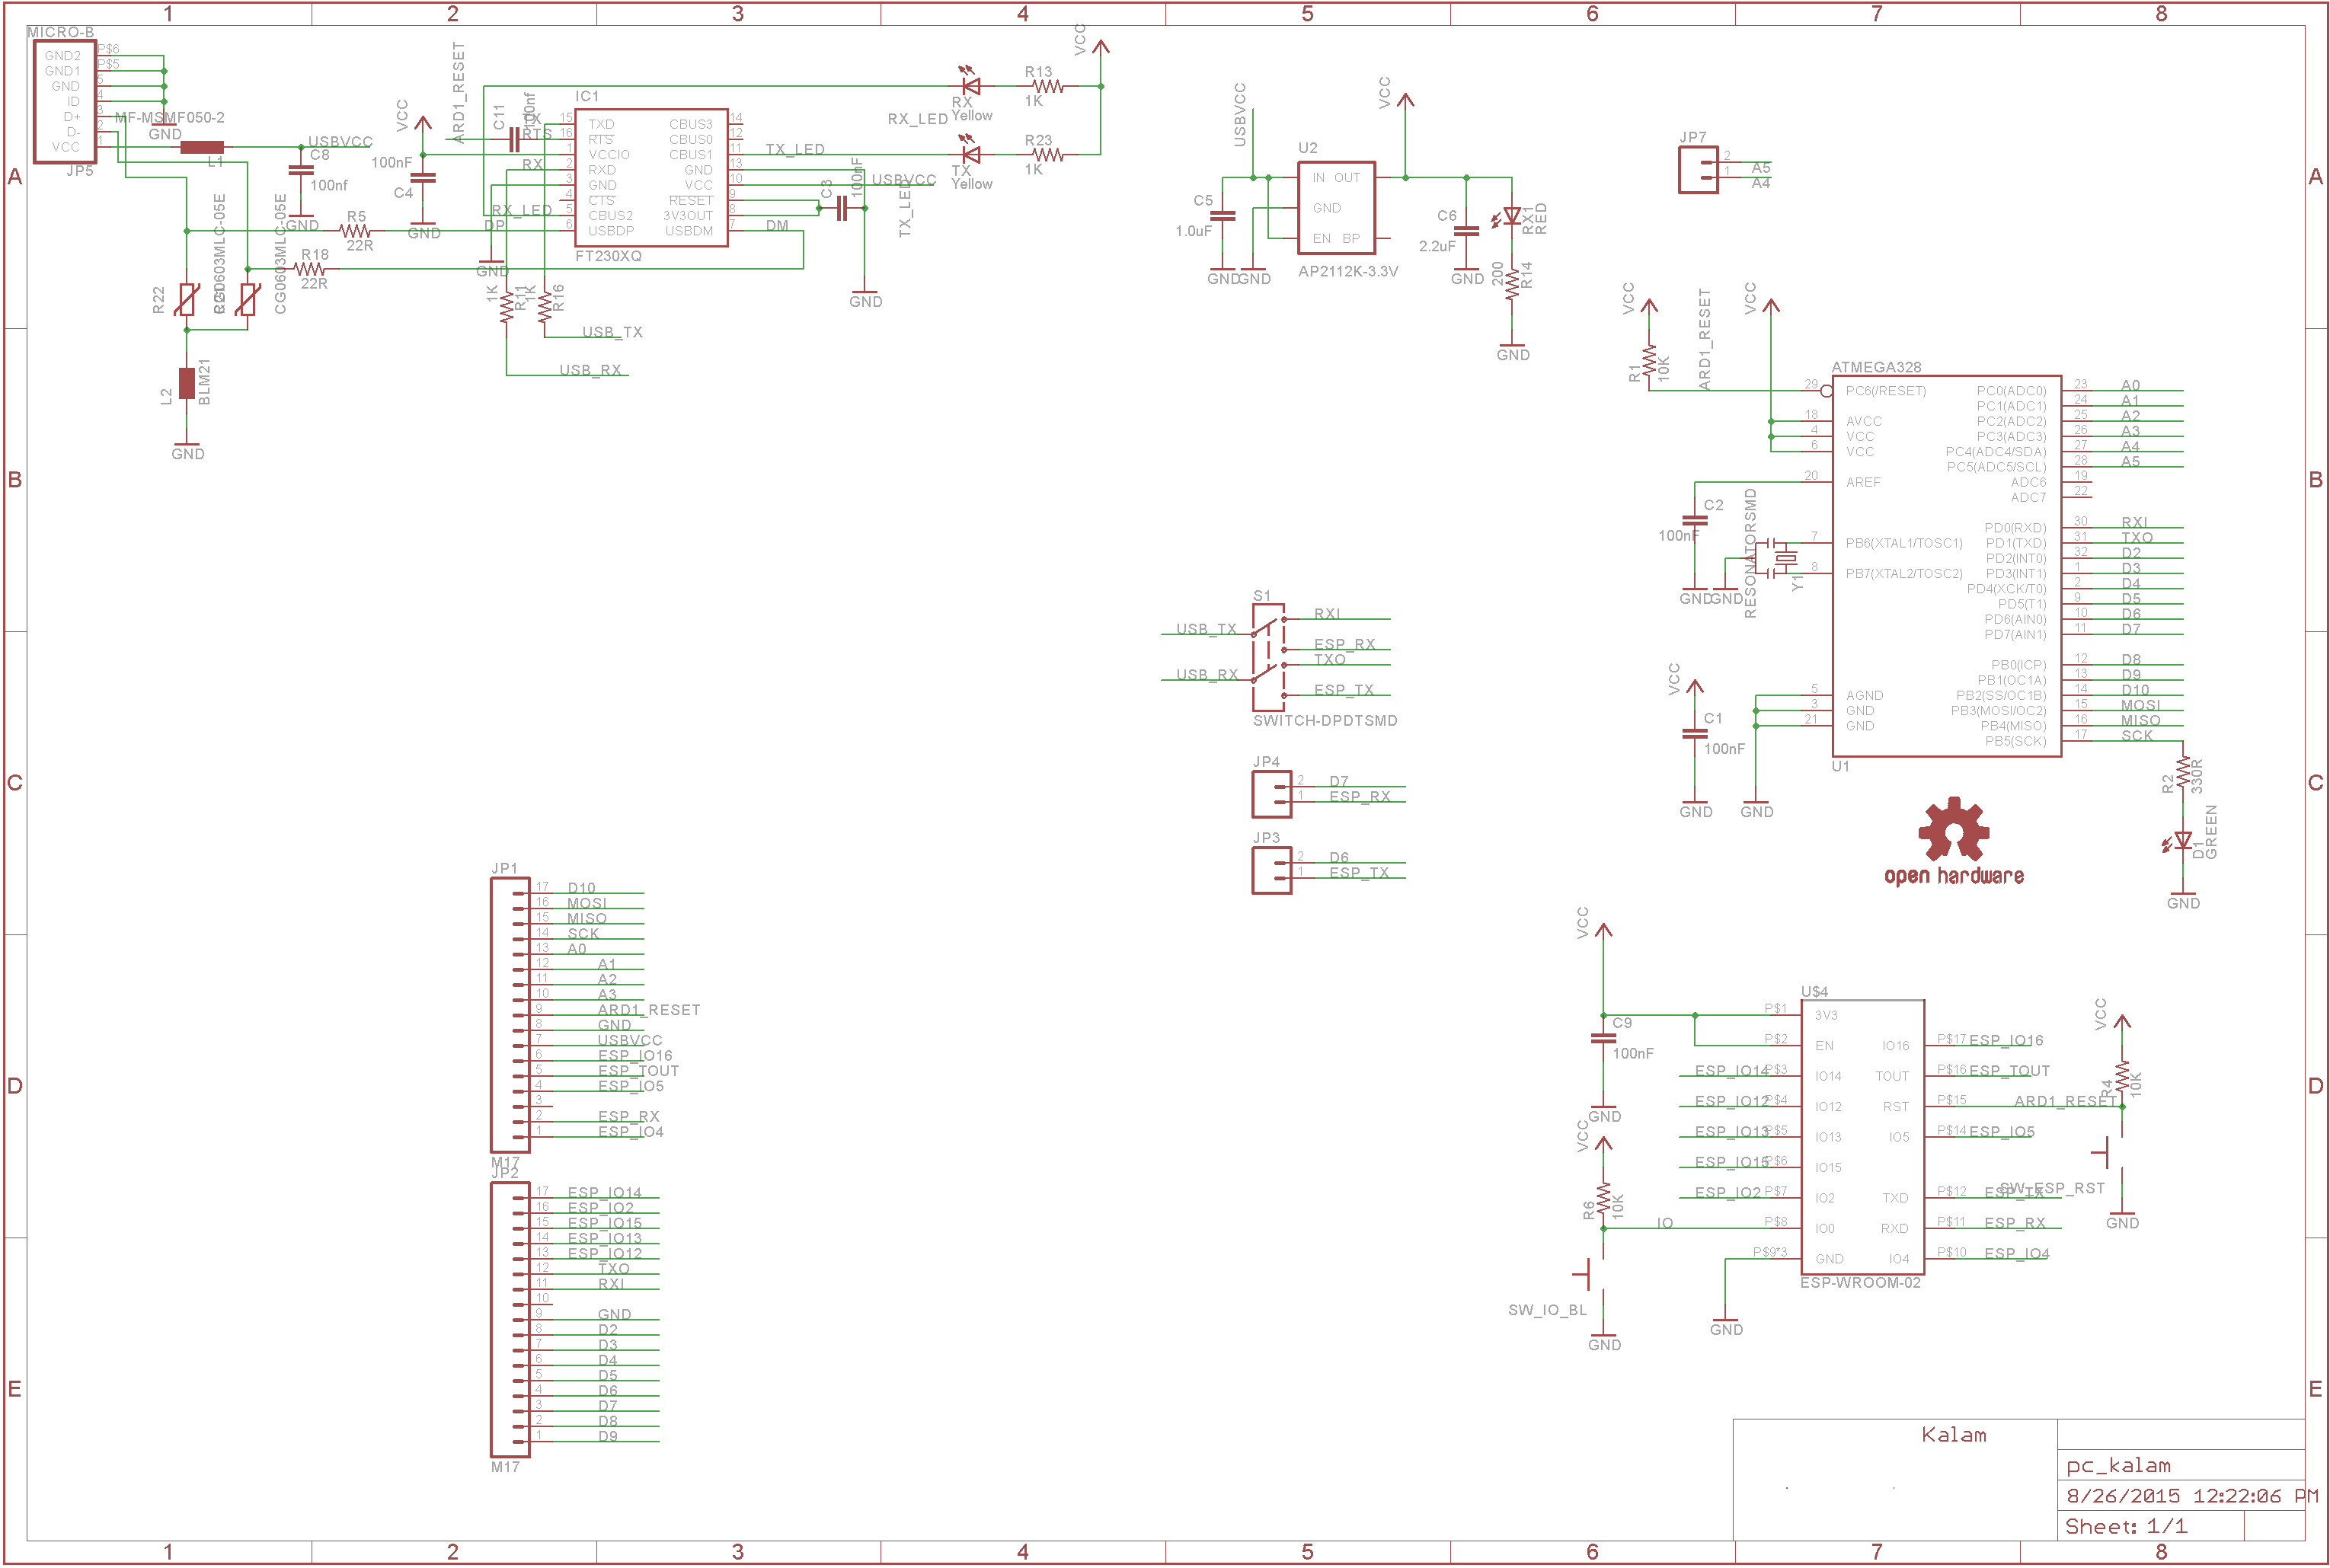 1 2 3 4 5 6 7 8
A
B
C
D
E
A
B
C
D
E
1 2 3 4 5 6 7 8
MICRO-B
GND2 P$6
GND1 P$5
GND 5
ID 4
D+ 3
D- 2
VCC 1
JP5
GND
MF-MSMF050-2
L1
USBVCC
C8
100nf
GND
R5
22R
R18
22R
R22
CG0603MLC-05E
CG0603MLC-05E
L2
BLM21
GND
VCC
100nF
C4
GND
ARD1_RESET
C11
100nf
RTS
RX
RX_LED
DP
GND
IC1
15 TXD CBUS3 14
16 RTS CBUS0 12
1 VCCIO CBUS1 11
2 RXD GND 13
3 GND VCC 10
4 CTS RESET 9
5 CBUS2 3V3OUT 8
6 USBDP USBDM 7
FT230XQ
TX_LED
USBVCC
DM
C3
100nF
TX_LED
GND
1K
R11
1K
R16
USB_TX
USB_RX
RX_LED
RX
Yellow
R13
1K
TX
Yellow
R23
1K
VCC
USBVCC
VCC
U2
IN OUT
GND
EN BP
AP2112K-3.3V
C5
1.0uF
GND
GND
C6
2.2uF
GND
RX1
RED
200
R14
GND
JP7
2 A5
1 A4
VCC
R1
10K
ARD1_RESET
VCC
ATMEGA328
29 PC6(/RESET)
18 AVCC
4 VCC
6 VCC
20 AREF
7 PB6(XTAL1/TOSC1)
8 PB7(XTAL2/TOSC2)
5 AGND
3 GND
21 GND
U1
PC0(ADC0) 23 A0
PC1(ADC1) 24 A1
PC2(ADC2) 25 A2
PC3(ADC3) 26 A3
PC4(ADC4/SDA) 27 A4
PC5(ADC5/SCL) 28 A5
ADC6 19
ADC7 22
PD0(RXD) 30 RXI
PD1(TXD) 31 TXO
PD2(INT0) 32 D2
PD3(INT1) 1 D3
PD4(XCK/T0) 2 D4
PD5(T1) 9 D5
PD6(AIN0) 10 D6
PD7(AIN1) 11 D7
PB0(ICP) 12 D8
PB1(OC1A) 13 D9
PB2(SS/OC1B) 14 D10
PB3(MOSI/OC2) 15 MOSI
PB4(MISO) 16 MISO
PB5(SCK) 17 SCK
C2
100nF
GND
GND
RESONATORSMD
Y1
VCC
C1
100nF
GND
GND
R2
330R
D1
GREEN
GND
open hardware
S1
USB_TX
USB_RX
RXI
ESP_RX
TXO
ESP_TX
SWITCH-DPDTSMD
JP4
2 D7
1 ESP_RX
JP3
2 D6
1 ESP_TX
JP1
17 D10
16 MOSI
15 MISO
14 SCK
13 A0
12 A1
11 A2
10 A3
9 ARD1_RESET
8 GND
7 USBVCC
6 ESP_IO16
5 ESP_TOUT
4 ESP_IO5
3
2 ESP_RX
1 ESP_IO4
M17
JP2
17 ESP_IO14
16 ESP_IO2
15 ESP_IO15
14 ESP_IO13
13 ESP_IO12
12 TXO
11 RXI
10
9 GND
8 D2
7 D3
6 D4
5 D5
4 D6
3 D7
2 D8
1 D9
M17
VCC
C9
100nF
GND
VCC
R6
10K
IO
SW_IO_BL
GND
U$4
P$1 3V3
P$2 EN
ESP_IO14 P$3 IO14
ESP_IO12 P$4 IO12
ESP_IO13 P$5 IO13
ESP_IO15 P$6 IO15
ESP_IO2 P$7 IO2
P$8 IO0
P$9*3 GND
IO16 P$17 ESP_IO16
TOUT P$16 ESP_TOUT
RST P$15 ARD1_RESET
IO5 P$14 ESP_IO5
TXD P$12 ESP_TX
RXD P$11 ESP_RX
IO4 P$10 ESP_IO4
ESP-WROOM-02
GND
VCC
R4
10K
SW_ESP_RST
GND
Kalam
pc_kalam
8/26/2015 12:22:06 PM
Sheet: 1/1